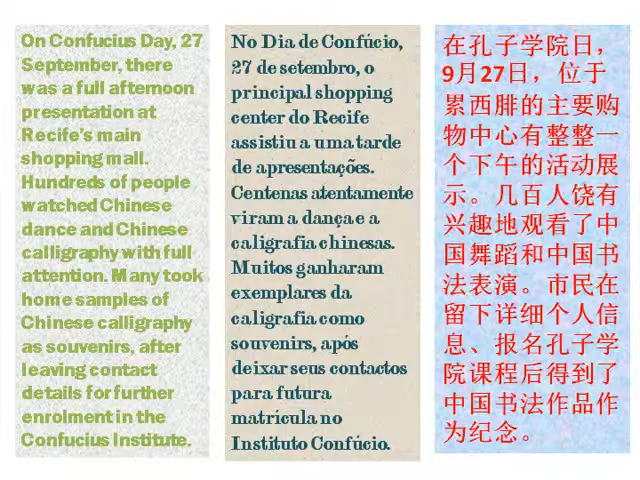 On Confucius Day, 27
September, there
was a full afternoon
presentation at
Recife's main
shopping mall.
Hundreds of people
watched Chinese
dance and Chinese
calligraphy with full
attention. Many took
home samples of
Chinese calligraphy
as souvenirs, after
leaving contact
details for further
enrolment in the
Confucius Institute.
No Dia de Confúcio,
27 de setembro, o
principal shopping
center do Recife
assistiu a uma tarde
de apresentações.
Centenas atentamente
viram a dança e a
caligrafia chinesas.
Muitos ganharam
exemplares da
caligrafia como
souvenirs, após
deixar seus contactos
para futura
matrícula no
Instituto Confúcio.
在孔子学院日，
9月27日，位于
累西腓的主要购
物中心有整整一
个下午的活动展
示。几百人饶有
兴趣地观看了中
国舞蹈和中国书
法表演。市民在
留下详细个人信
息、报名孔子学
院课程后得到了
中国书法作品作
为纪念。